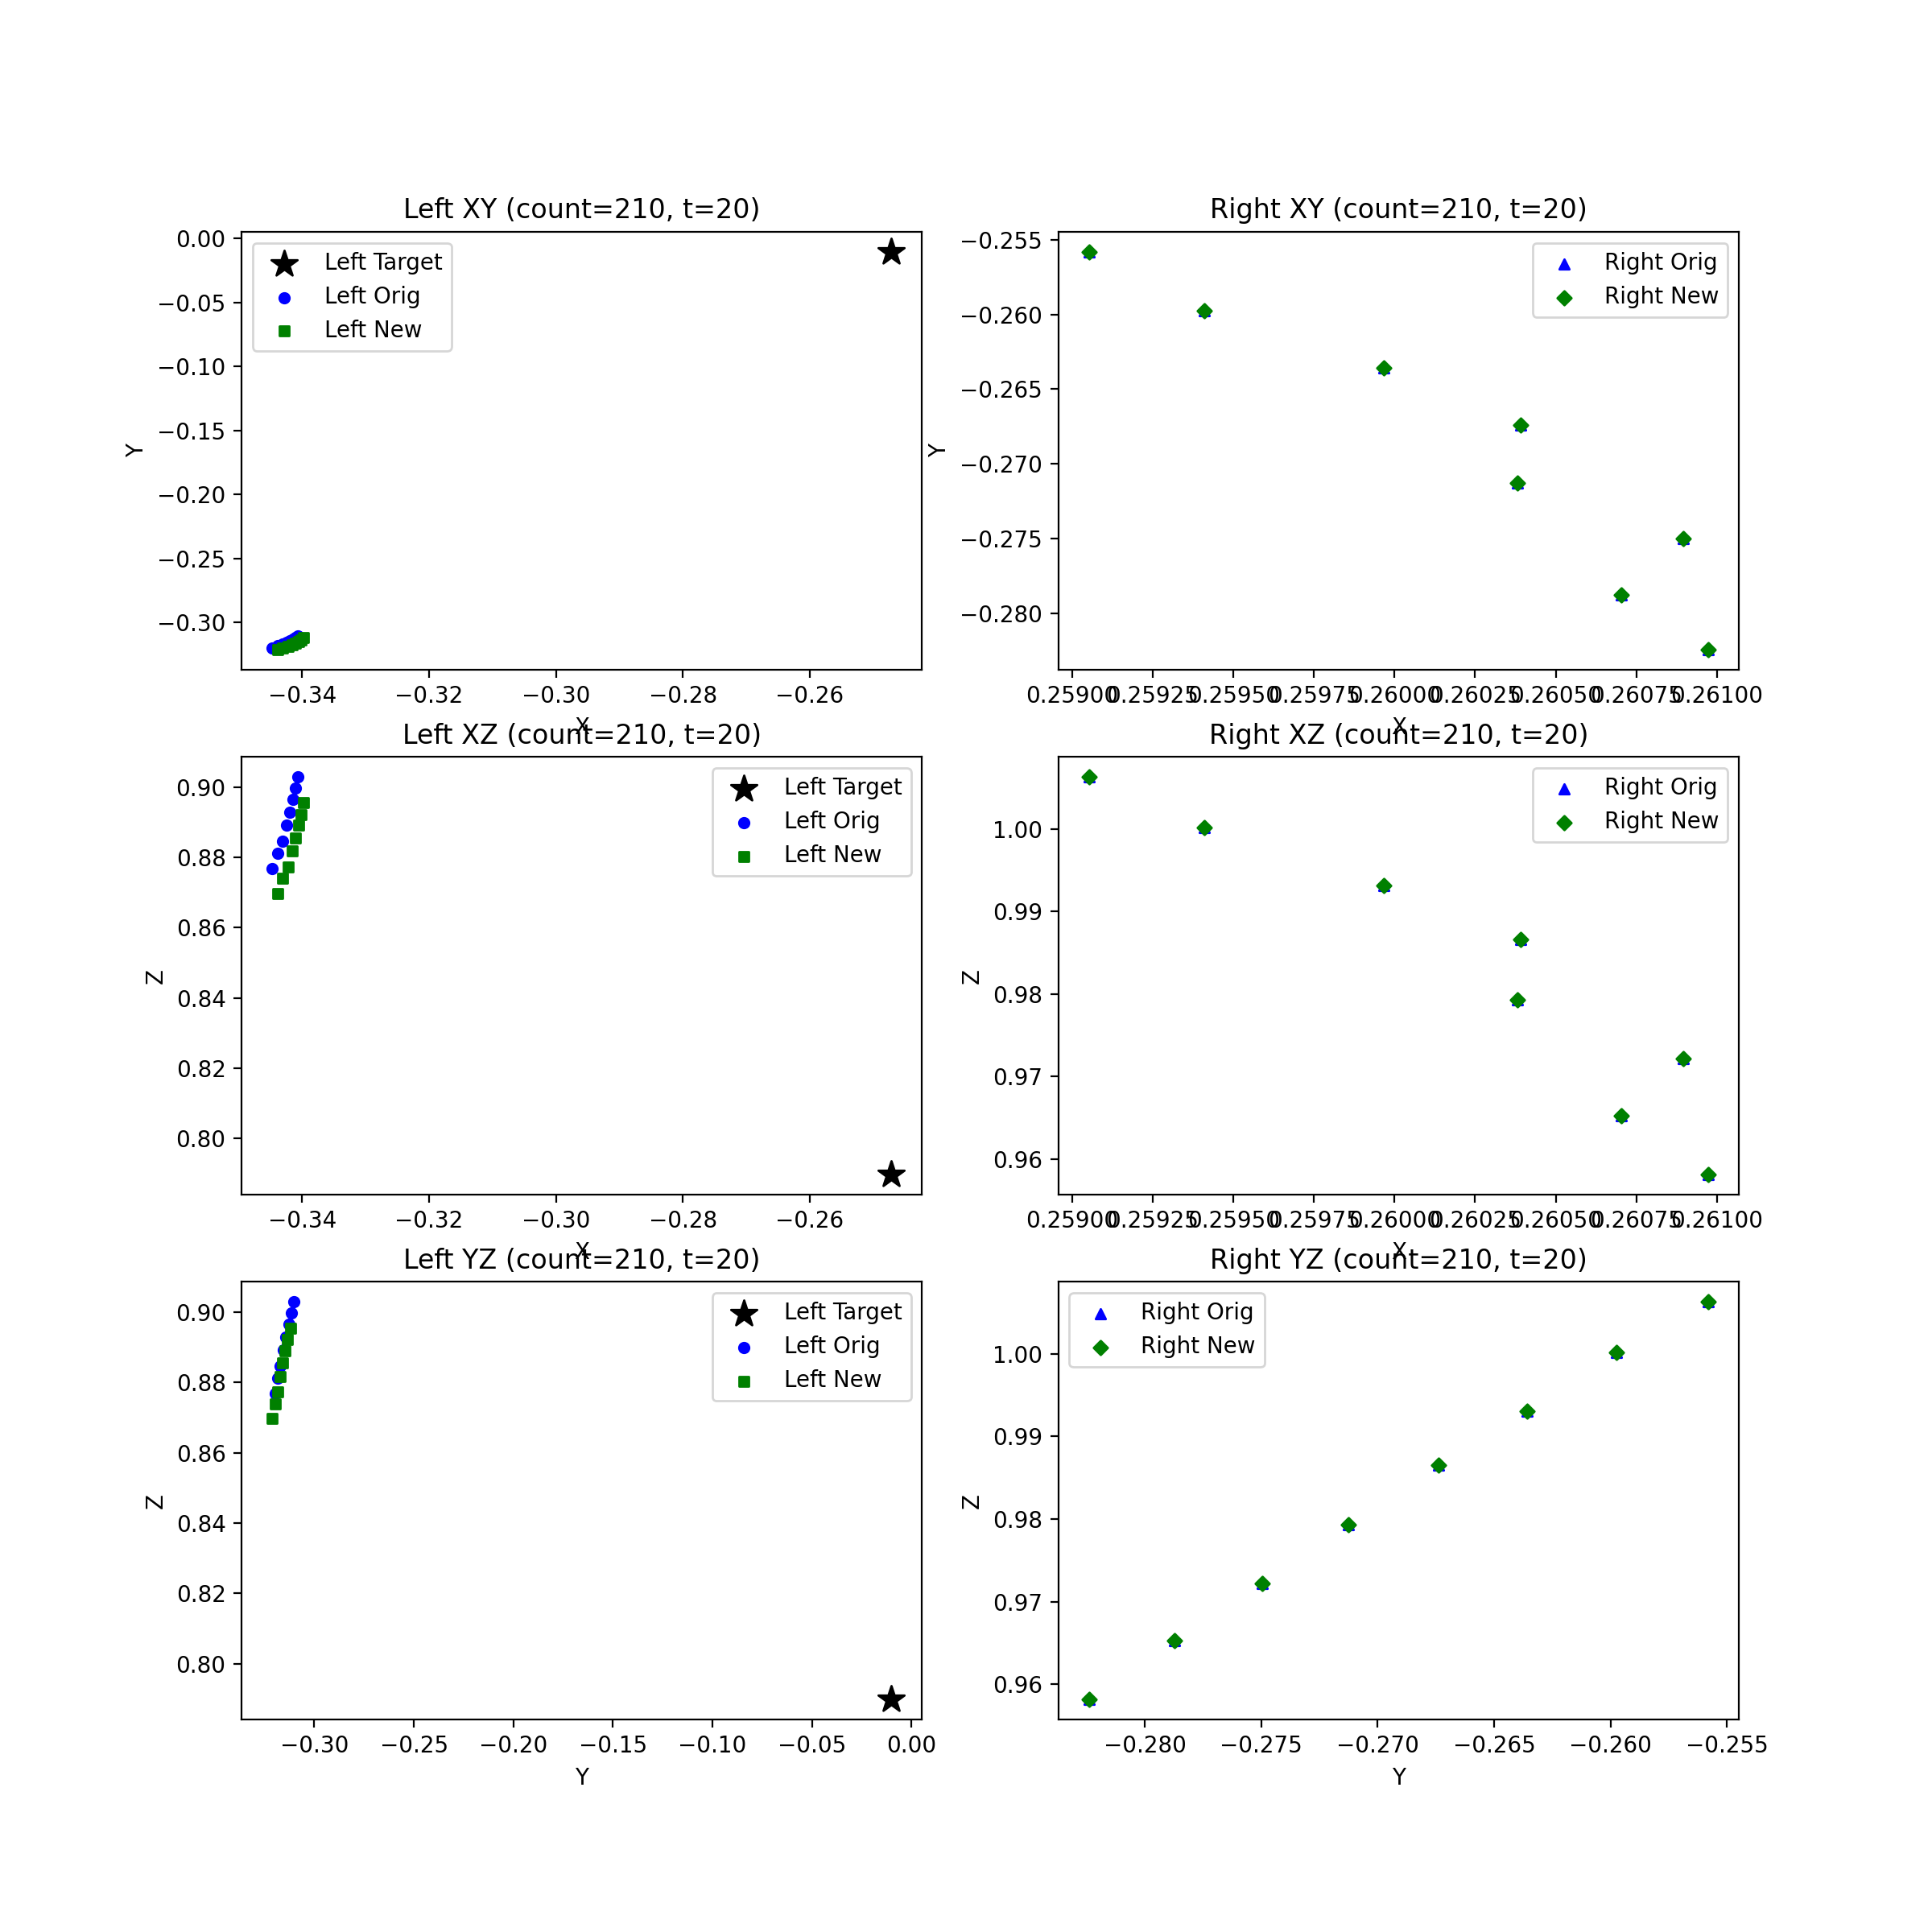 Left XY (count=210, t=20)
0.00
−0.05
−0.10
−0.15
−0.20
−0.25
−0.30
Y
Left Target
Left Orig
Left New
−0.34
−0.32
−0.30
−0.28
−0.26
X
Right XY (count=210, t=20)
−0.255
−0.260
−0.265
−0.270
−0.275
−0.280
Y
Right Orig
Right New
0.25900
0.25925
0.25950
0.25975
0.26000
0.26025
0.26050
0.26075
0.26100
X
Left XZ (count=210, t=20)
0.90
0.88
0.86
0.84
0.82
0.80
Z
Left Target
Left Orig
Left New
−0.34
−0.32
−0.30
−0.28
−0.26
X
Right XZ (count=210, t=20)
1.00
0.99
0.98
0.97
0.96
Z
Right Orig
Right New
0.25900
0.25925
0.25950
0.25975
0.26000
0.26025
0.26050
0.26075
0.26100
X
Left YZ (count=210, t=20)
0.90
0.88
0.86
0.84
0.82
0.80
Z
Left Target
Left Orig
Left New
−0.30
−0.25
−0.20
−0.15
−0.10
−0.05
0.00
Y
Right YZ (count=210, t=20)
1.00
0.99
0.98
0.97
0.96
Z
Right Orig
Right New
−0.280
−0.275
−0.270
−0.265
−0.260
−0.255
Y